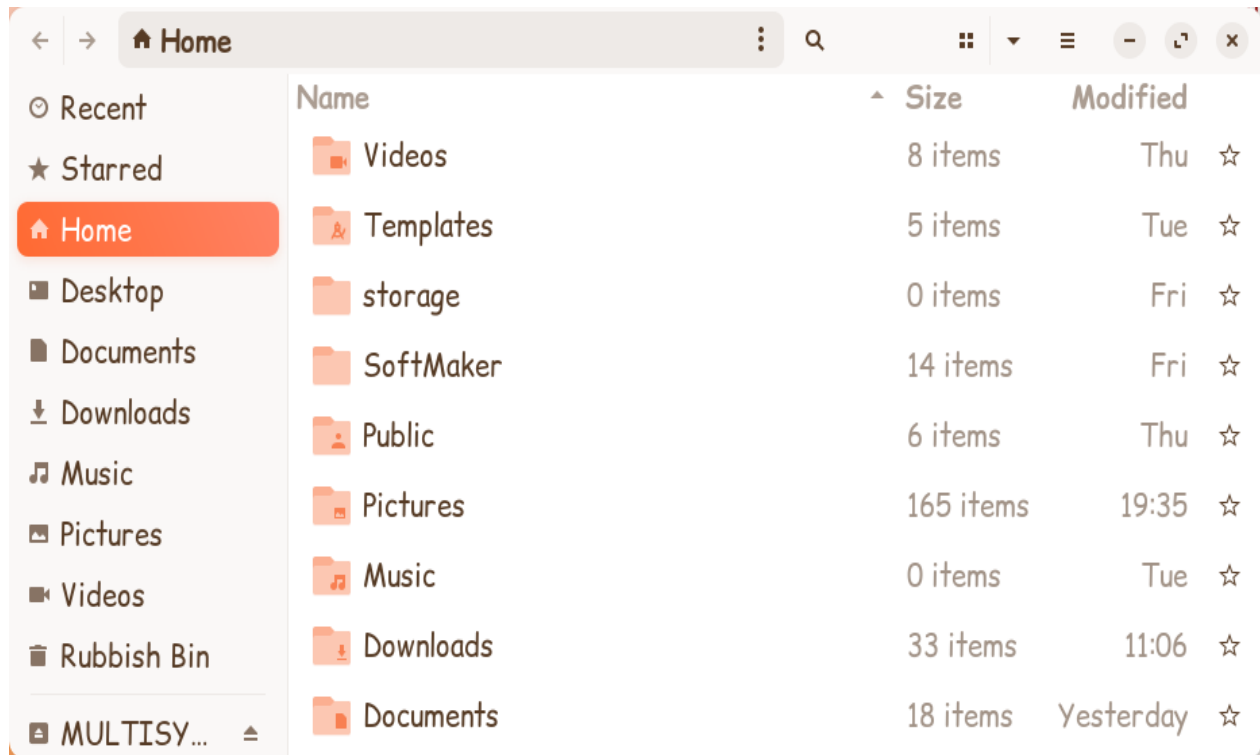 Home
Recent
Starred
Home
Desktop
Documents
Downloads
Music
Pictures
Videos
Rubbish Bin
MULTISY...
Name Size Modified
Videos 8 items Thu
Templates 5 items Tue
storage 0 items Fri
SoftMaker 14 items Fri
Public 6 items Thu
Pictures 165 items 19:35
Music 0 items Tue
Downloads 33 items 11:06
Documents 18 items Yesterday